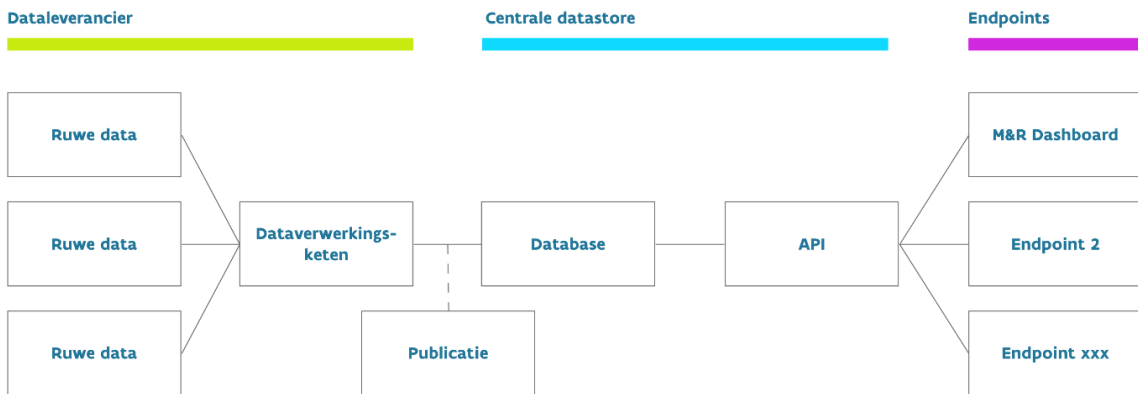 Dataleverancier
Centrale datastore
Endpoints
Ruwe data
M&R Dashboard
Ruwe data
Dataverwerkings-
keten
Database
API
Endpoint 2
Ruwe data
Publicatie
Endpoint xxx